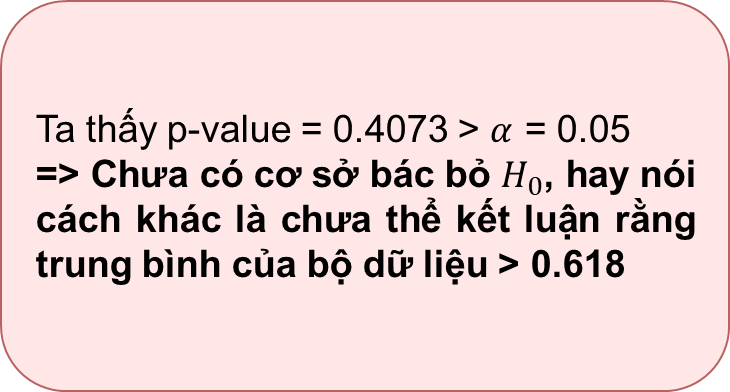 Ta thấy p-value = 0.4073 > 𝛼 = 0.05
=> Chưa có cơ sở bác bỏ 𝐻₀, hay nói
cách khác là chưa thể kết luận rằng
trung bình của bộ dữ liệu > 0.618